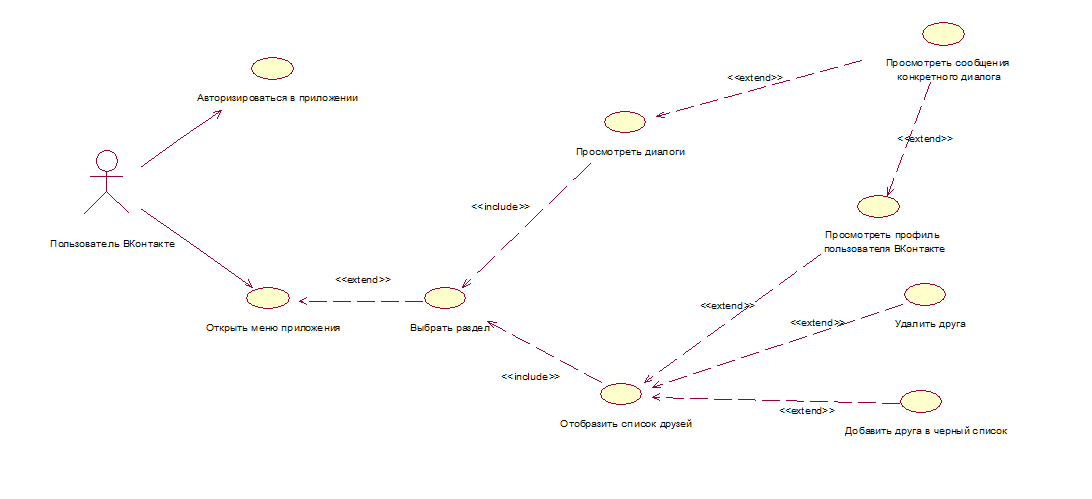 Просмотреть сообщения
конкретного диалога
<<extend>>
Авторизироваться в приложении
<<extend>>
Просмотреть диалоги
<<include>>
Просмотреть профиль
пользователя ВКонтакте
Пользователь ВКонтакте
<<extend>>
<<extend>>
<<extend>>
Удалить друга
Открыть меню приложения
Выбрать раздел
<<include>>
<<extend>>
Отобразить список друзей
Добавить друга в черный список